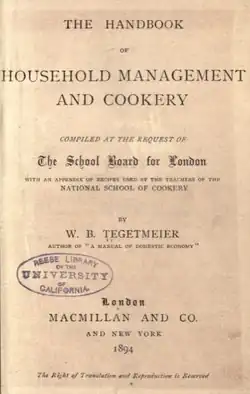 THE HANDBOOK
OF
HOUSEHOLD MANAGEMENT
AND COOKERY
COMPILED AT THE REQUEST OF
The School Board for London
WITH AN APPENDIX OF RECIPES USED BY THE TEACHERS OF THE
NATIONAL SCHOOL OF COOKERY
BY
W. B. TEGETMEIER
AUTHOR OF "A MANUAL OF DOMESTIC ECONOMY"
REESE LIBRARY
OF THE
UNIVERSITY
OF CALIFORNIA.
London
MACMILLAN AND CO.
AND NEW YORK
1894
The Right of Translation and Reproduction is Reserved